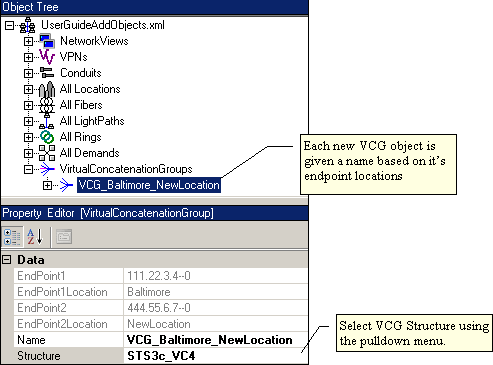 Object Tree
UserGuideAddObjects.xml
NetworkViews
VPNs
Conduits
All Locations
All Fibers
All LightPaths
All Rings
All Demands
VirtualConcatenationGroups
VCG_Baltimore_NewLocation
Each new VCG object is
given a name based on it's
endpoint locations
Property Editor [VirtualConcatenationGroup]
Data
EndPoint1 111.22.3.4--0
EndPoint1Location Baltimore
EndPoint2 444.55.6.7--0
EndPoint2Location NewLocation
Name VCG_Baltimore_NewLocation
Structure STS3c_VC4
Select VCG Structure using
the pulldown menu.